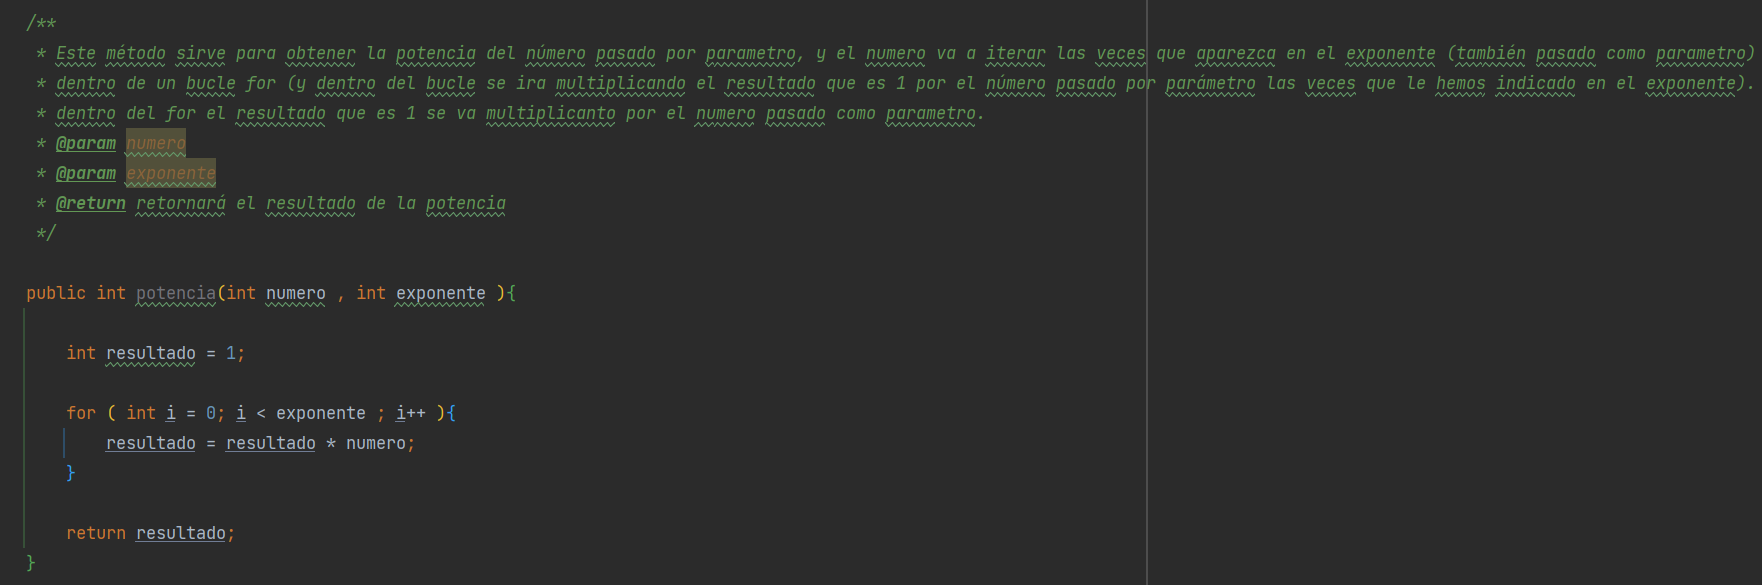 /**
 * Este método sirve para obtener la potencia del número pasado por parametro, y el numero va a iterar las veces que aparezca en el exponente (también pasado como parametro)
 * dentro de un bucle for (y dentro del bucle se ira multiplicando el resultado que es 1 por el número pasado por parámetro las veces que le hemos indicado en el exponente).
 * dentro del for el resultado que es 1 se va multiplicanto por el numero pasado como parametro.
 * @param numero
 * @param exponente
 * @return retornará el resultado de la potencia
 */
public int potencia(int numero , int exponente ){
    int resultado = 1;
    for ( int i = 0; i < exponente ; i++ ){
        resultado = resultado * numero;
    }
    return resultado;
}